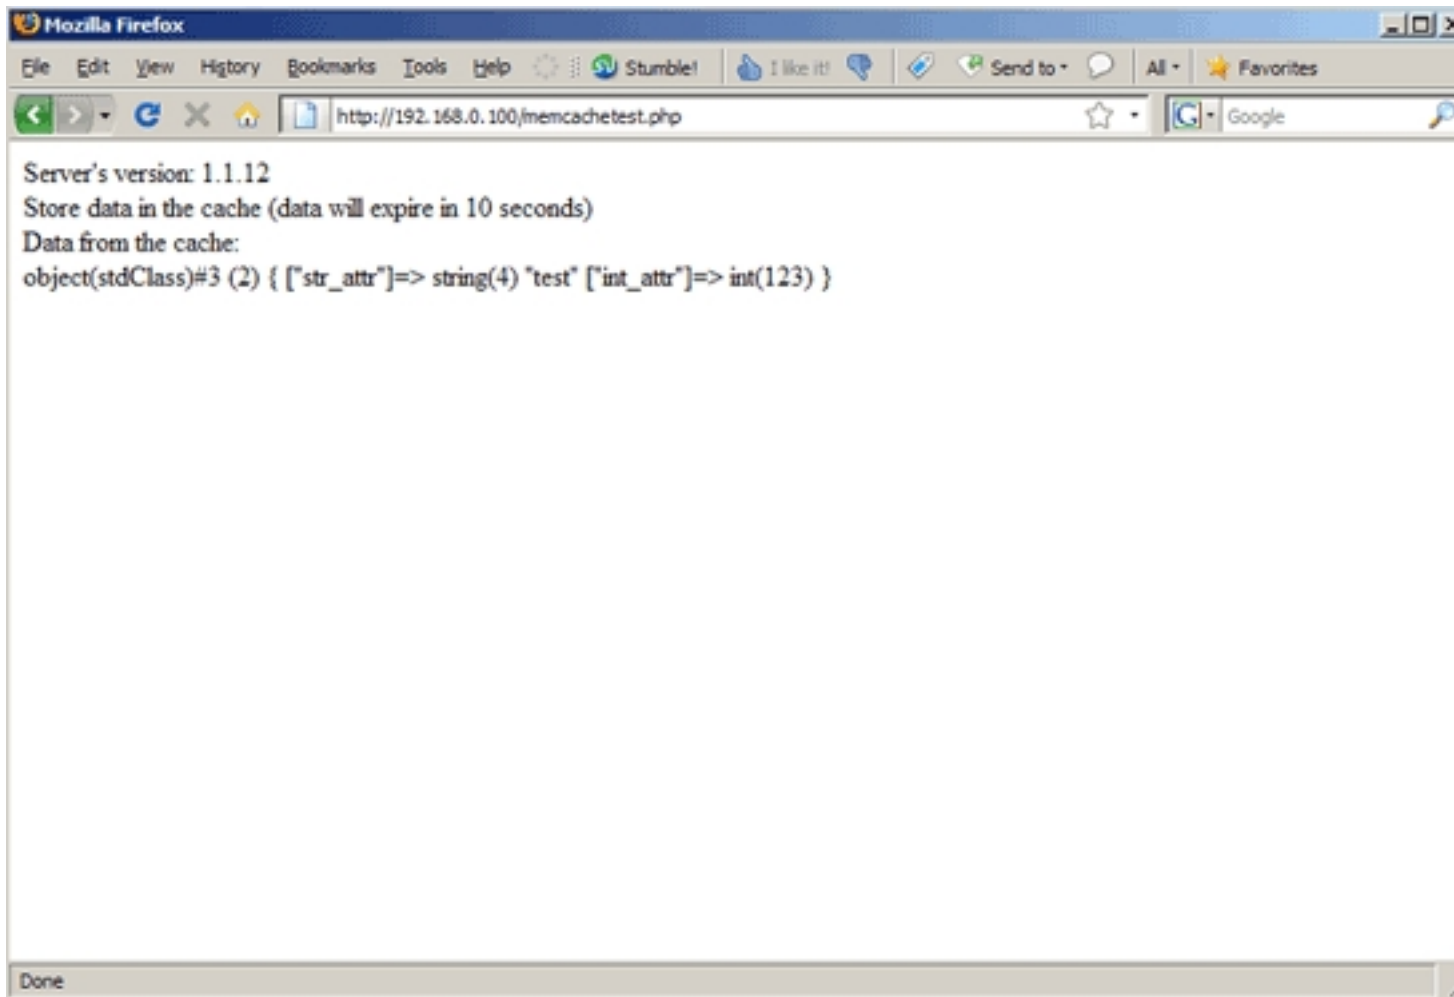 Mozilla Firefox
File Edit View History Bookmarks Tools Help Stumble! I like it! Send to All Favorites
http://192.168.0.100/memcachetest.php Google
Server's version: 1.1.12
Store data in the cache (data will expire in 10 seconds)
Data from the cache:
object(stdClass)#3 (2) { ["str_attr"]=> string(4) "test" ["int_attr"]=> int(123) }
Done